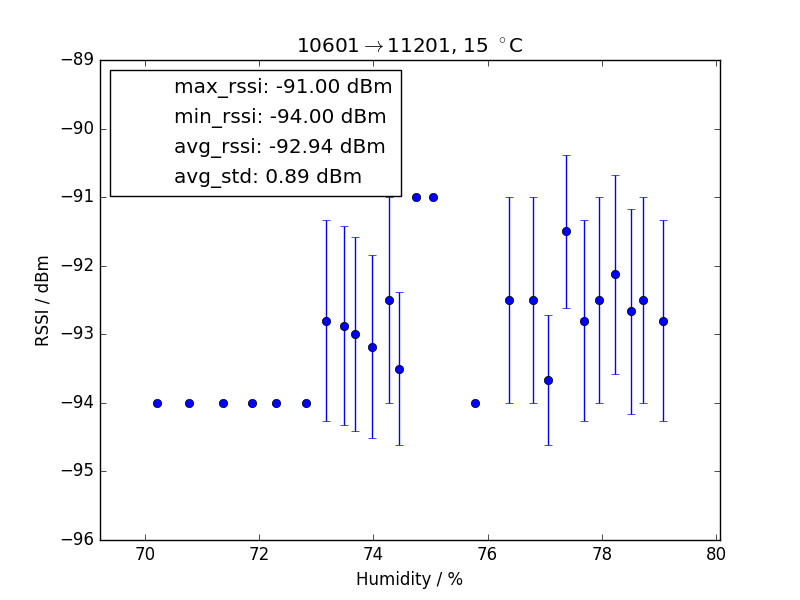 10601→11201, 15 °C
max_rssi: -91.00 dBm
min_rssi: -94.00 dBm
avg_rssi: -92.94 dBm
avg_std: 0.89 dBm
RSSI / dBm
−89
−90
−91
−92
−93
−94
−95
−96
70 72 74 76 78 80
Humidity / %